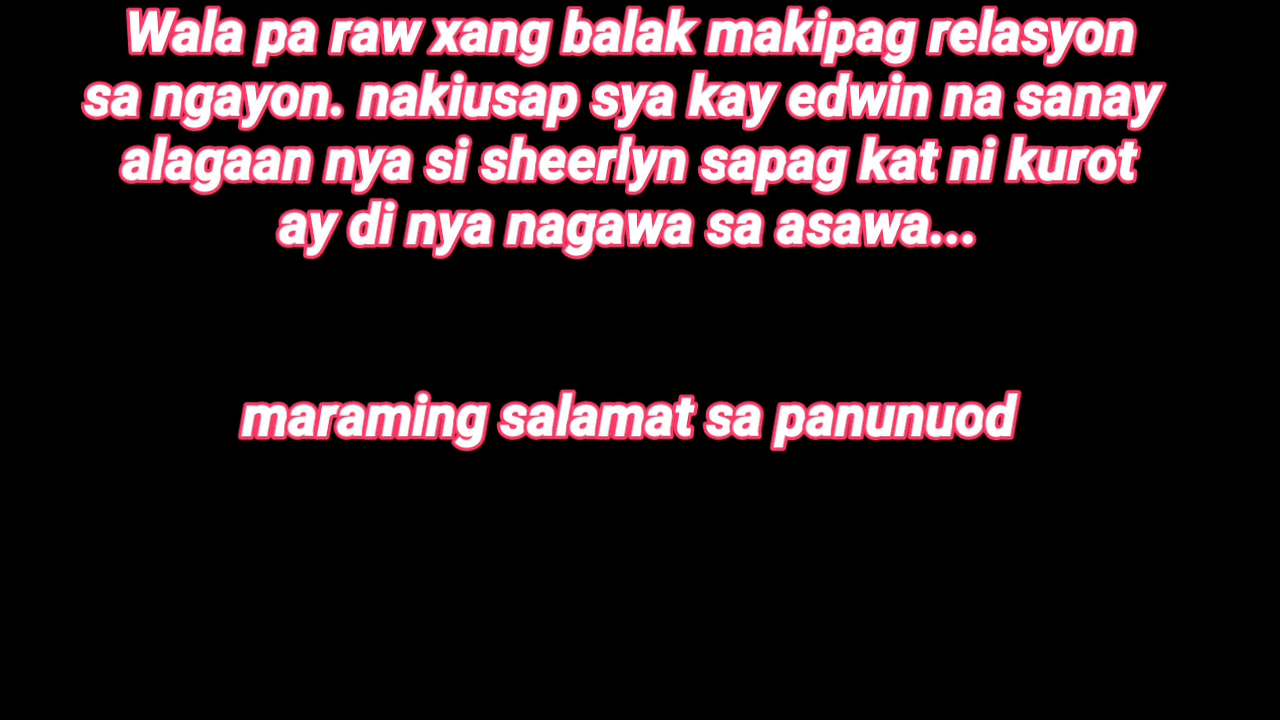 Wala pa raw xang balak makipag relasyon
sa ngayon. nakiusap sya kay edwin na sanay
alagaan nya si sheerlyn sapag kat ni kurot
ay di nya nagawa sa asawa...
maraming salamat sa panunuod